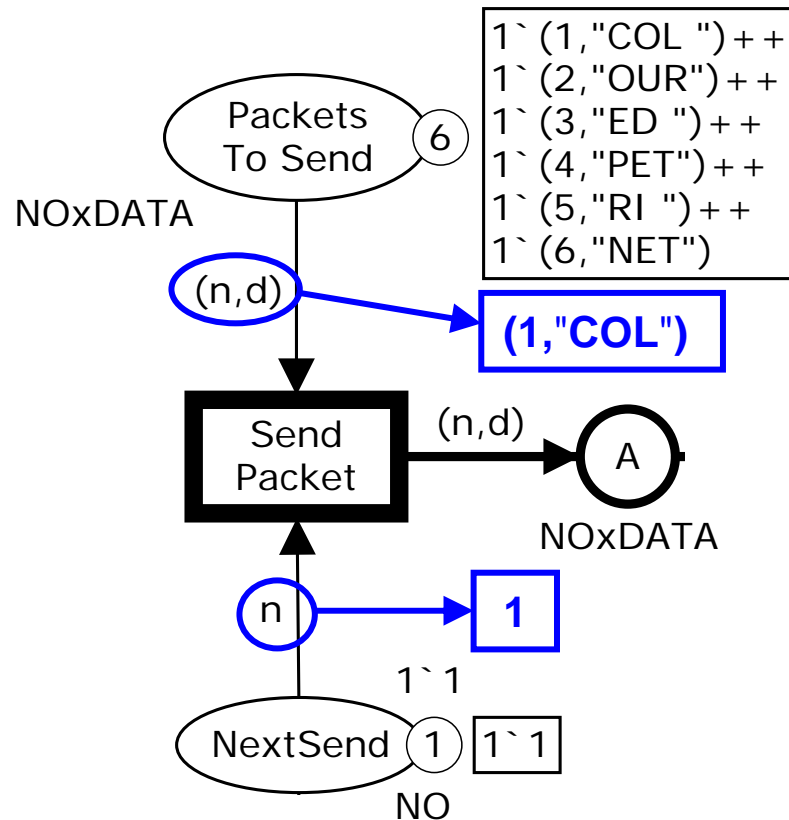 1`(1,"COL ")++
1`(2,"OUR")++
1`(3,"ED ")++
1`(4,"PET")++
1`(5,"RI ")++
1`(6,"NET")
Packets
To Send
6
NOxDATA
(n,d)
(1,"COL")
Send
Packet
(n,d)
A
NOxDATA
n
1
1`1
NextSend
1
1`1
NO